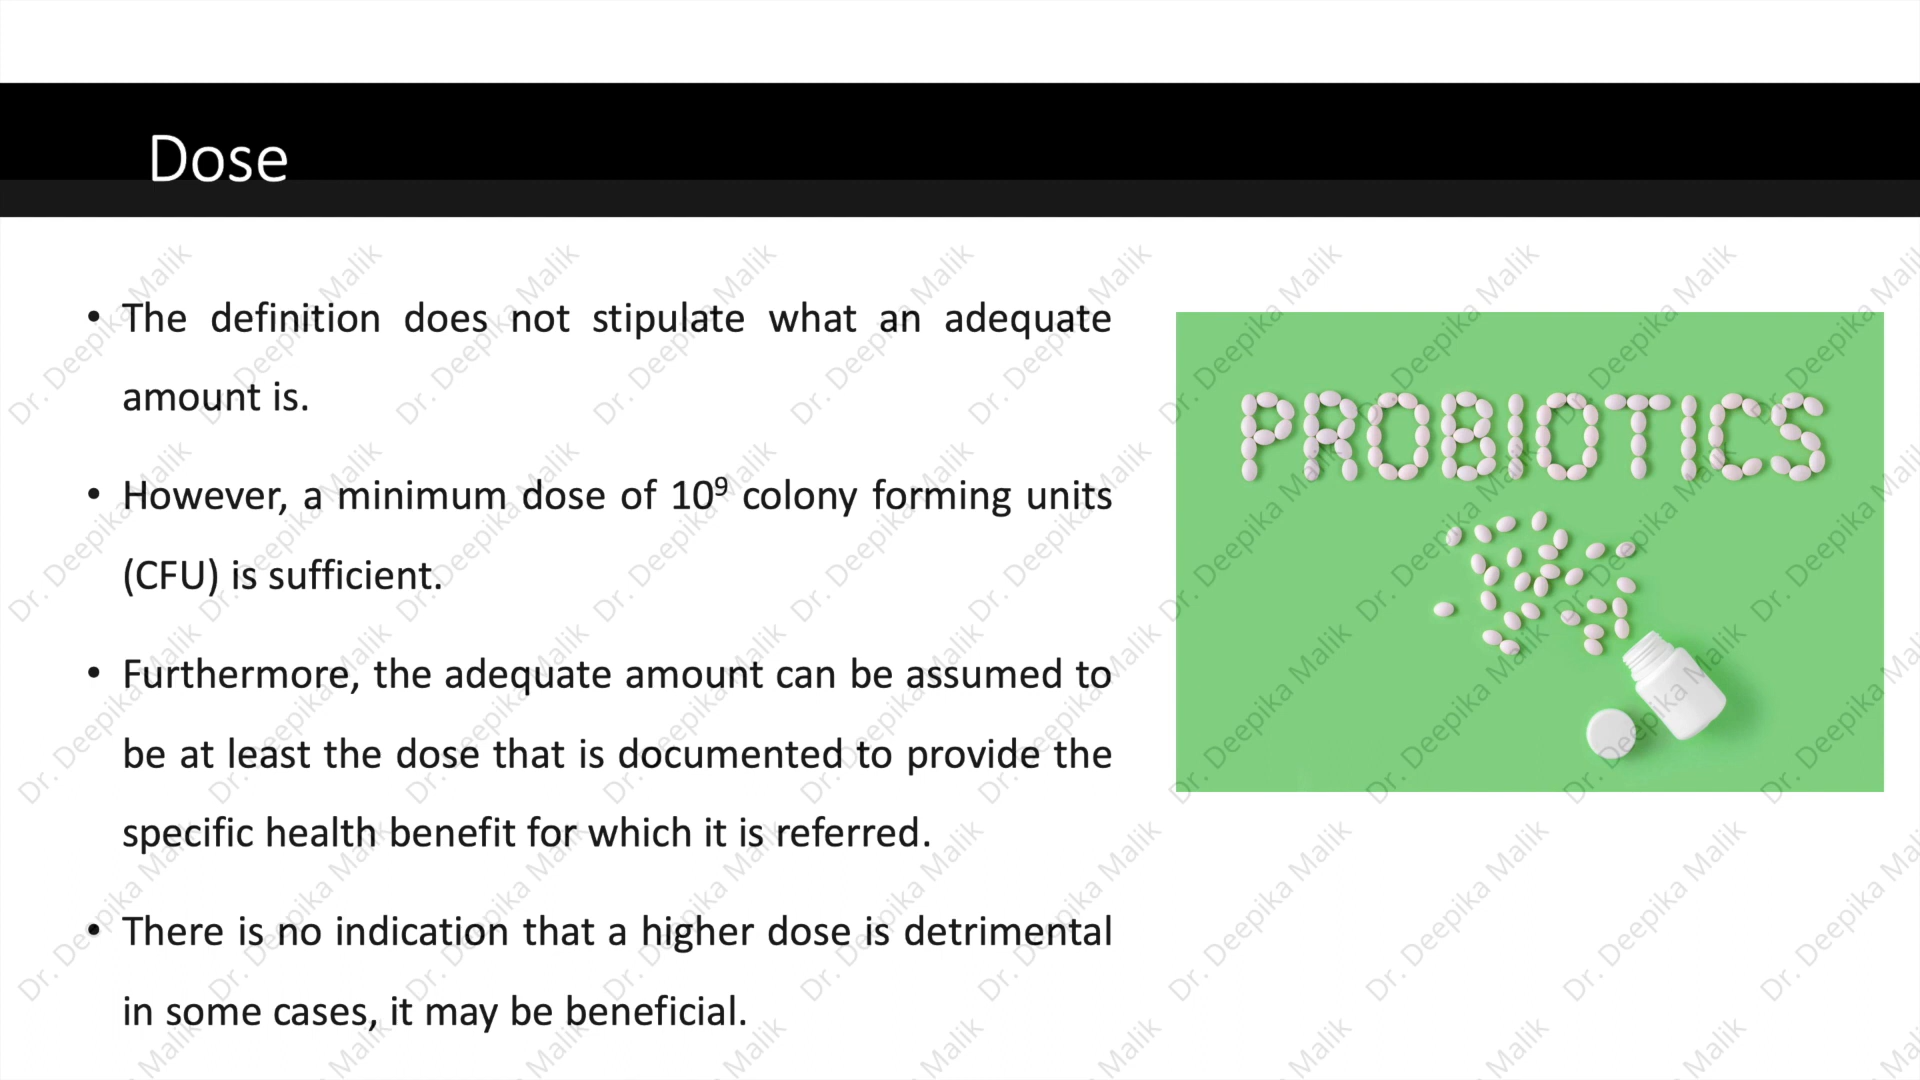 Dose
• The definition does not stipulate what an adequate
amount is.
• However, a minimum dose of 10⁹ colony forming units
(CFU) is sufficient.
• Furthermore, the adequate amount can be assumed to
be at least the dose that is documented to provide the
specific health benefit for which it is referred.
• There is no indication that a higher dose is detrimental
in some cases, it may be beneficial.
PROBIOTICS
Dr. Deepika Malik